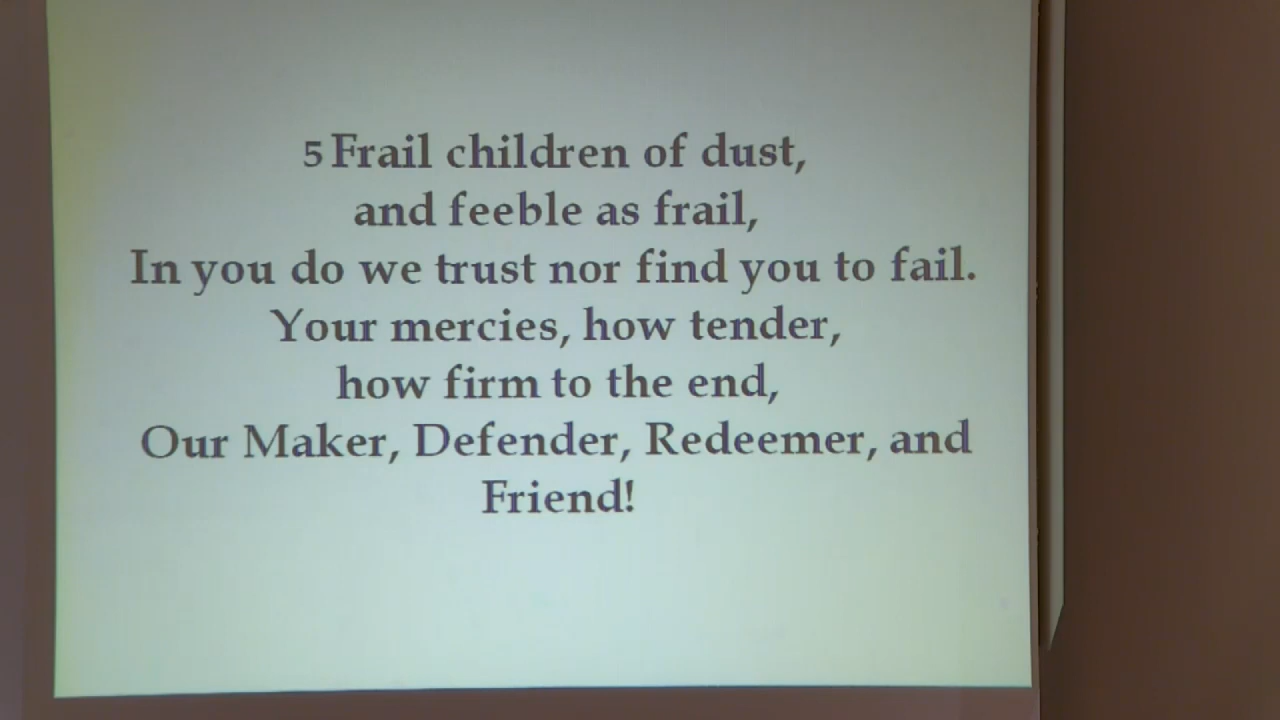 5 Frail children of dust,
and feeble as frail,
In you do we trust nor find you to fail.
Your mercies, how tender,
how firm to the end,
Our Maker, Defender, Redeemer, and
Friend!